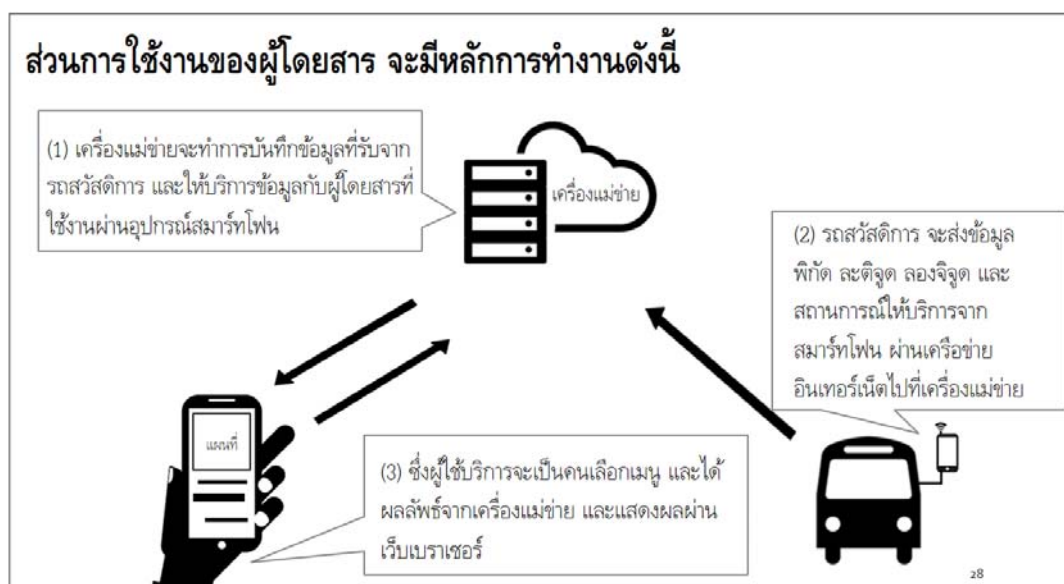 ส่วนการใช้งานของผู้โดยสาร จะมีหลักการทำงานดังนี้
(1) เครื่องแม่ข่ายจะทำการบันทึกข้อมูลที่รับจาก
รถสวัสดิการ และให้บริการข้อมูลกับผู้โดยสารที่
ใช้งานผ่านอุปกรณ์สมาร์ทโฟน
เครื่องแม่ข่าย
(2) รถสวัสดิการ จะส่งข้อมูล
พิกัด ละติจูด ลองจิจูด และ
สถานการณ์ให้บริการจาก
สมาร์ทโฟน ผ่านเครือข่าย
อินเทอร์เน็ตไปที่เครื่องแม่ข่าย
แผนที่
(3) ซึ่งผู้ใช้บริการจะเป็นคนเลือกเมนู และได้
ผลลัพธ์จากเครื่องแม่ข่าย และแสดงผลผ่าน
เว็บเบราเซอร์
28